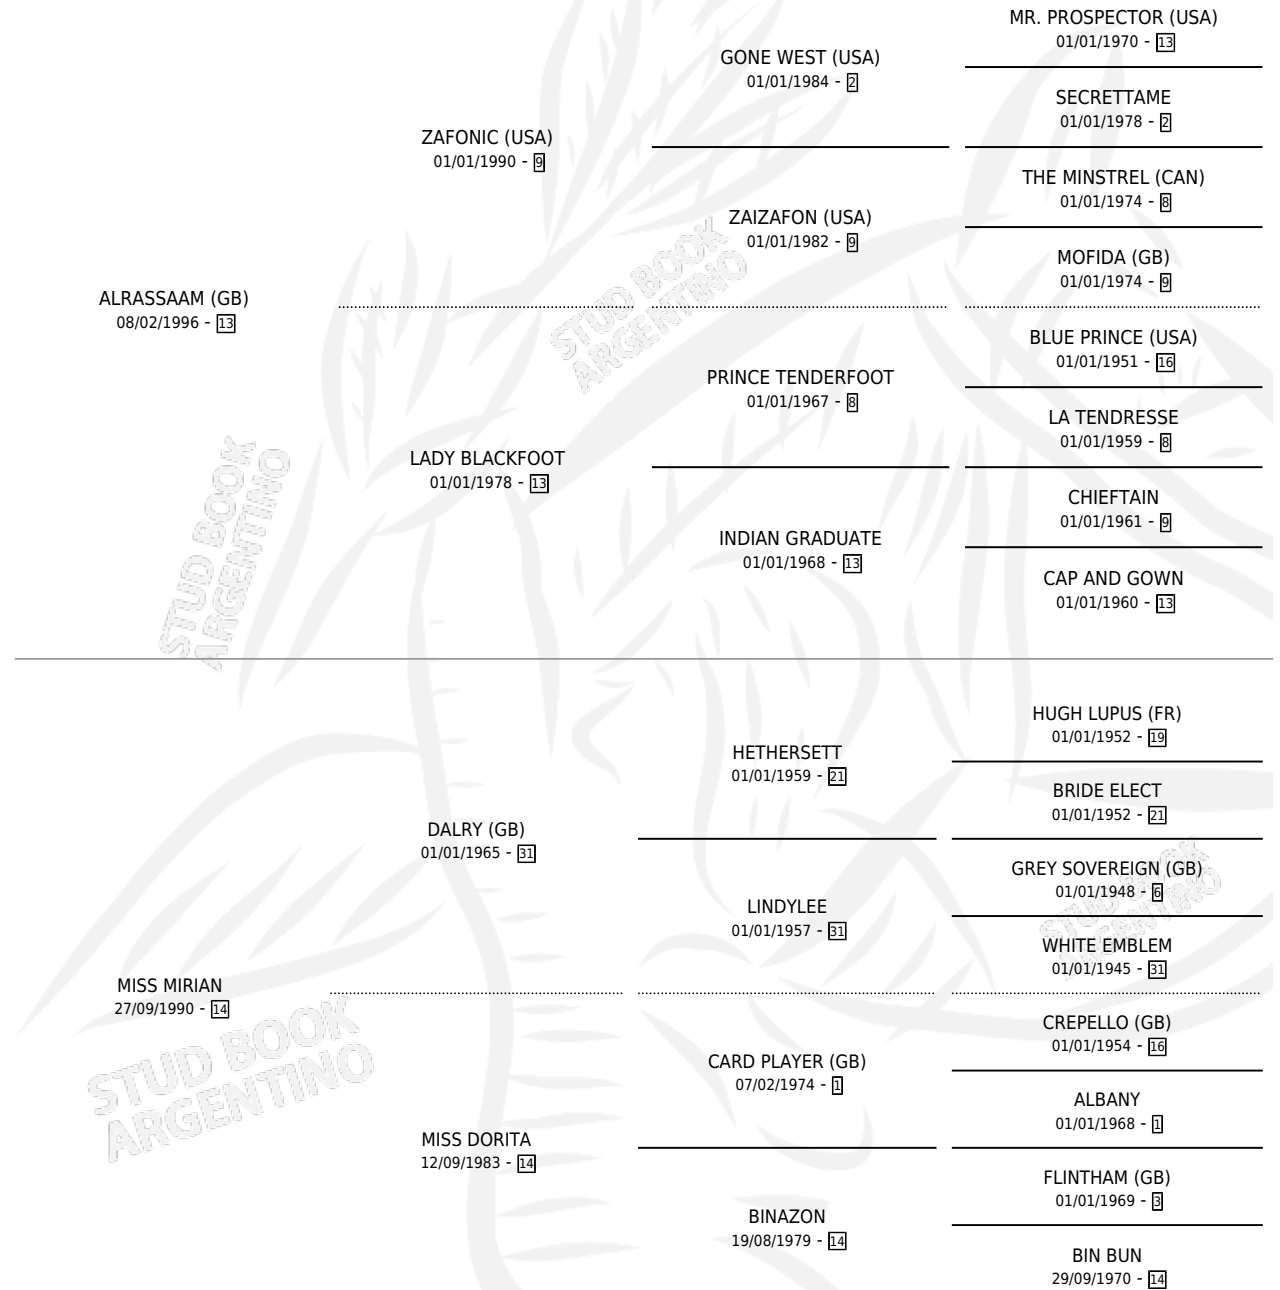 MR. PROSPECTOR (USA)
01/01/1970 - 13
GONE WEST (USA)
01/01/1984 - 2
SECRETTAME
01/01/1978 - 2
ZAFONIC (USA)
01/01/1990 - 9
THE MINSTREL (CAN)
01/01/1974 - 8
ZAIZAFON (USA)
01/01/1982 - 9
MOFIDA (GB)
01/01/1974 - 9
ALRASSAAM (GB)
08/02/1996 - 13
BLUE PRINCE (USA)
01/01/1951 - 16
PRINCE TENDERFOOT
01/01/1967 - 8
LA TENDRESSE
01/01/1959 - 8
LADY BLACKFOOT
01/01/1978 - 13
CHIEFTAIN
01/01/1961 - 9
INDIAN GRADUATE
01/01/1968 - 13
CAP AND GOWN
01/01/1960 - 13
HUGH LUPUS (FR)
01/01/1952 - 19
HETHERSETT
01/01/1959 - 21
BRIDE ELECT
01/01/1952 - 21
DALRY (GB)
01/01/1965 - 31
GREY SOVEREIGN (GB)
01/01/1948 - 6
LINDYLEE
01/01/1957 - 31
WHITE EMBLEM
01/01/1945 - 31
MISS MIRIAN
27/09/1990 - 14
CREPELLO (GB)
01/01/1954 - 16
CARD PLAYER (GB)
07/02/1974 - 1
ALBANY
01/01/1968 - 1
MISS DORITA
12/09/1983 - 14
FLINTHAM (GB)
01/01/1969 - 3
BINAZON
19/08/1979 - 14
BIN BUN
29/09/1970 - 14
STUD BOOK
ARGENTINO
STUD BOOK
ARGENTINO
STUD BOOK
ARGENTINO
STUD BOOK
ARGENTINO